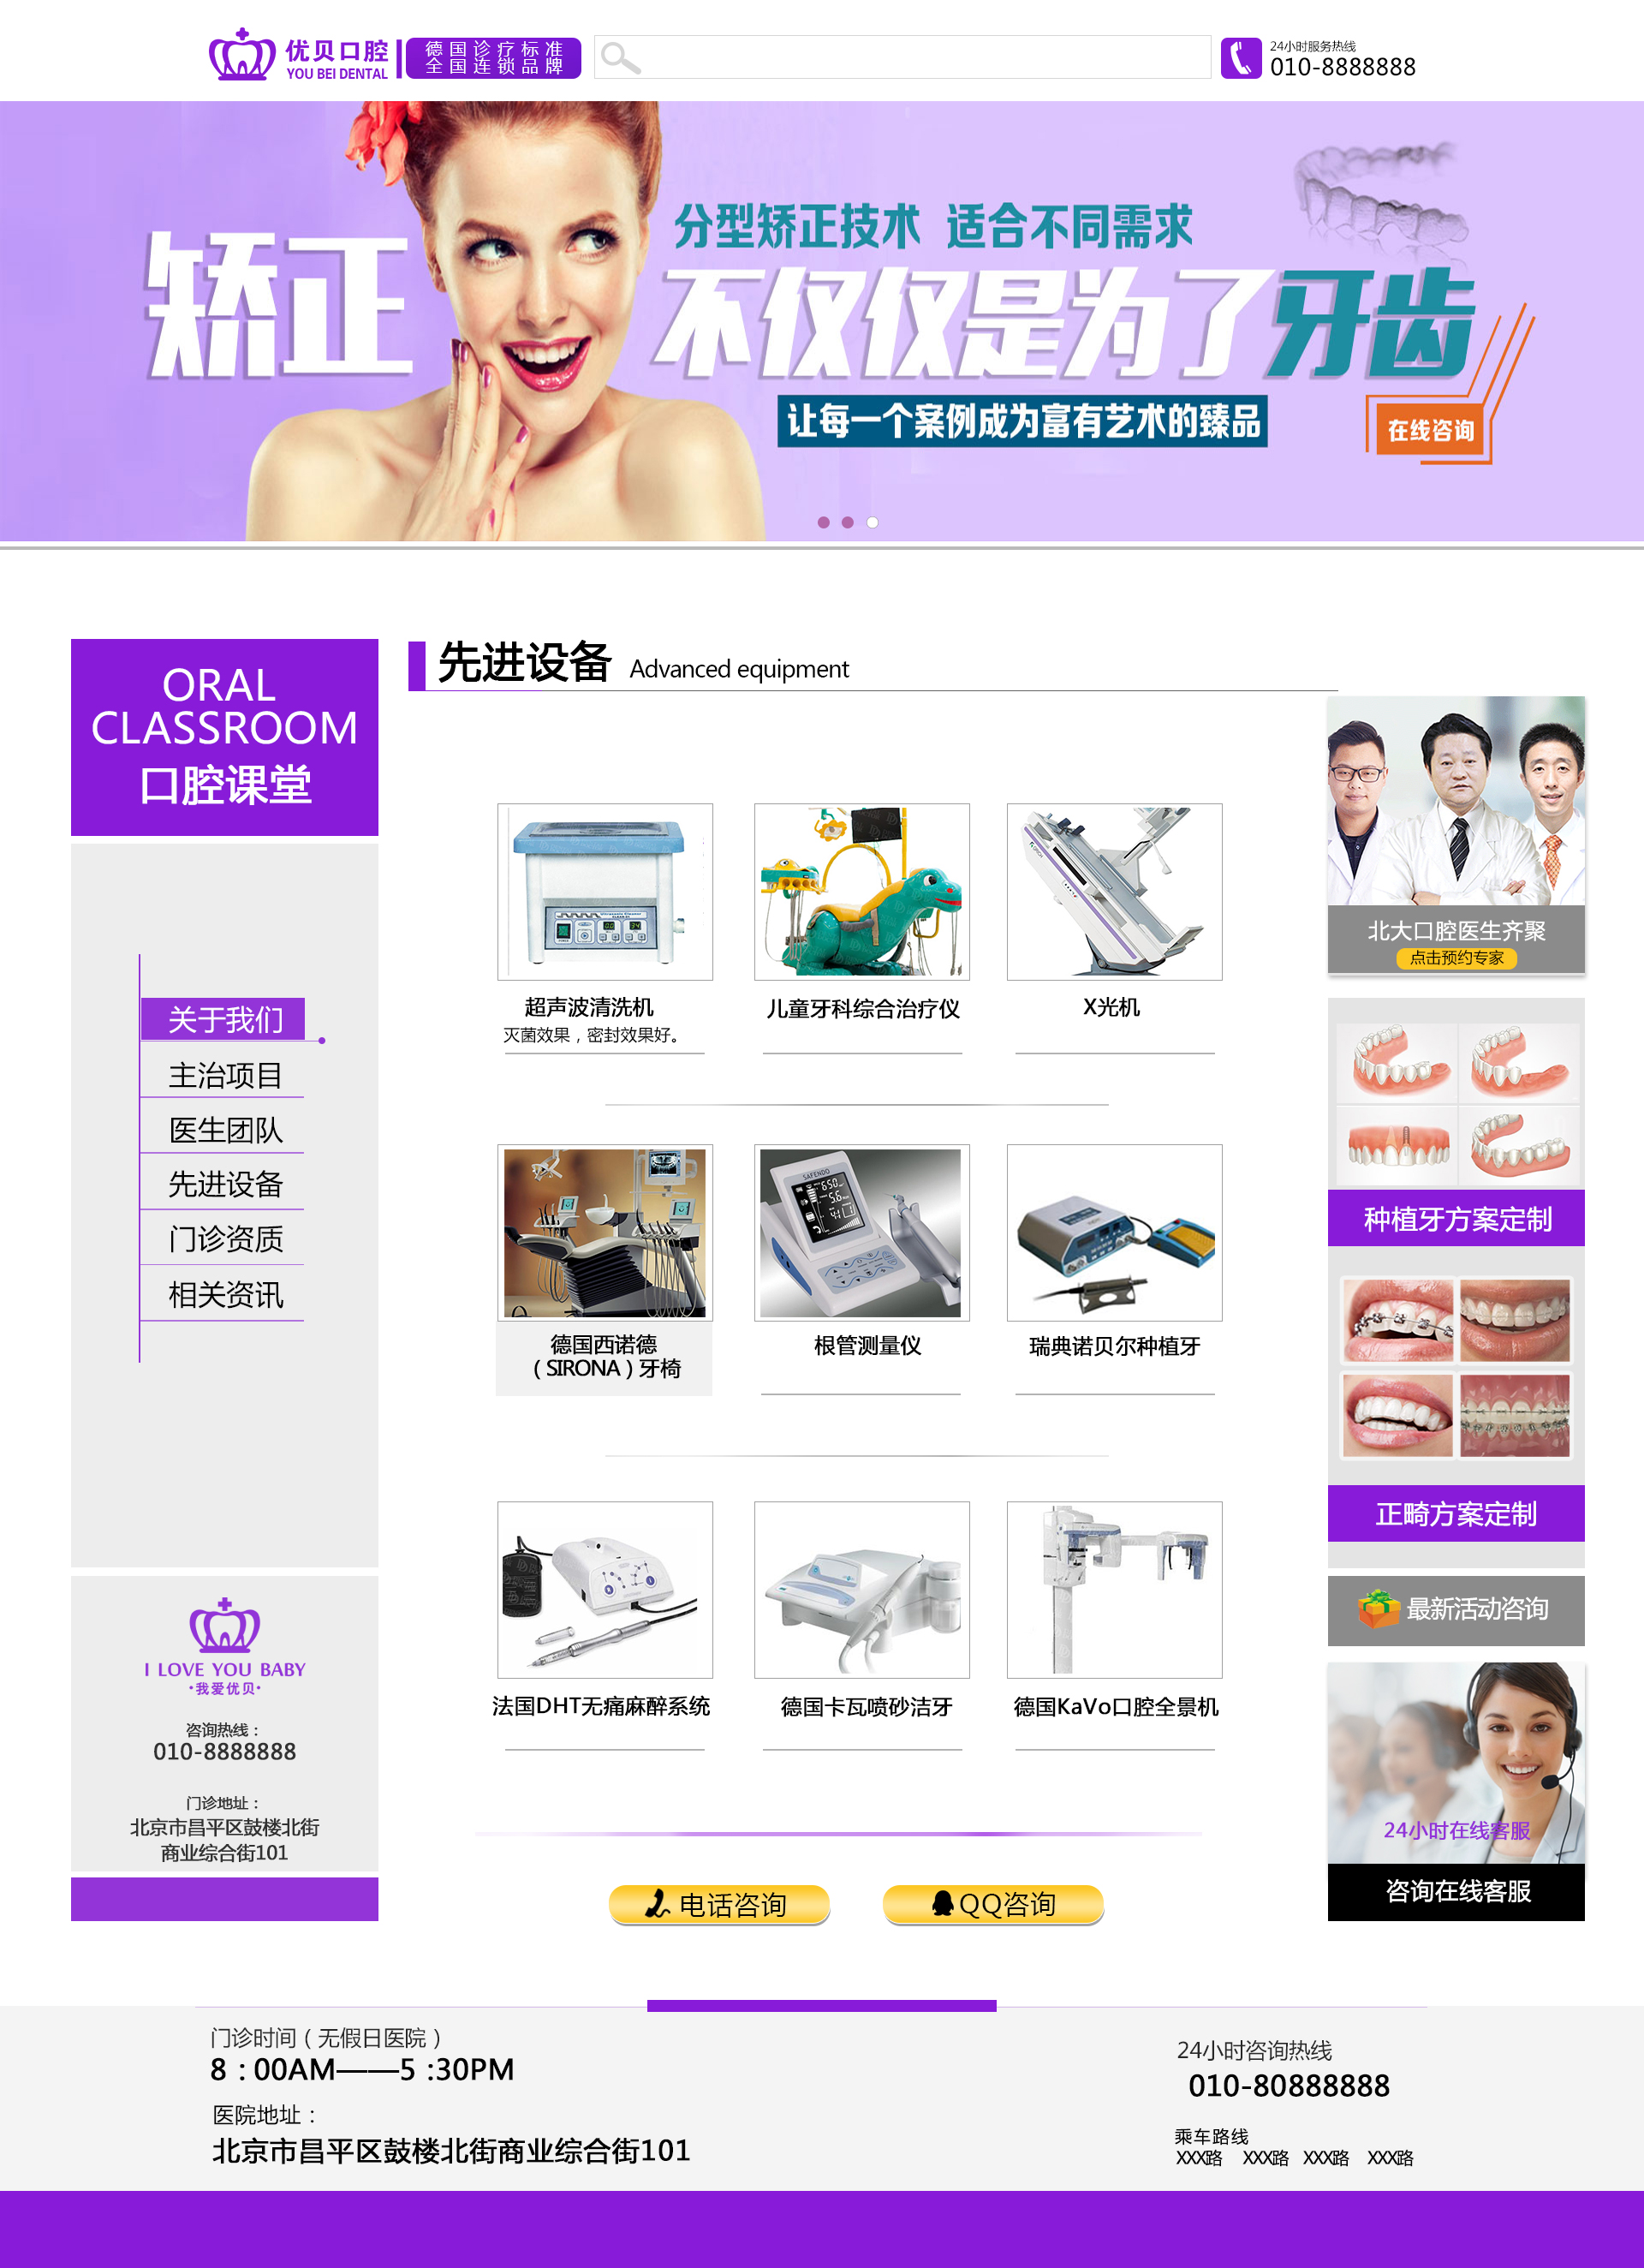 优贝口腔
YOU BEI DENTAL
德国诊疗标准
全国连锁品牌
24小时服务热线
010-8888888
矫正
分型矫正技术 适合不同需求
不仅仅是为了牙齿
让每一个案例成为富有艺术的臻品
在线咨询
ORAL
CLASSROOM
口腔课堂
关于我们
主治项目
医生团队
先进设备
门诊资质
相关资讯
I LOVE YOU BABY
•我爱优贝•
咨询热线：
010-8888888
门诊地址：
北京市昌平区鼓楼北街
商业综合街101
先进设备 Advanced equipment
超声波清洗机
灭菌效果，密封效果好。
儿童牙科综合治疗仪
X光机
德国西诺德
（SIRONA）牙椅
SAFENDO
根管测量仪
瑞典诺贝尔种植牙
法国DHT无痛麻醉系统
德国卡瓦喷砂洁牙
德国KaVo口腔全景机
电话咨询
QQ咨询
北大口腔医生齐聚
点击预约专家
种植牙方案定制
正畸方案定制
最新活动咨询
24小时在线客服
咨询在线客服
门诊时间（无假日医院）
8：00AM——5：30PM
医院地址：
北京市昌平区鼓楼北街商业综合街101
24小时咨询热线
010-80888888
乘车路线
XXX路 XXX路 XXX路 XXX路